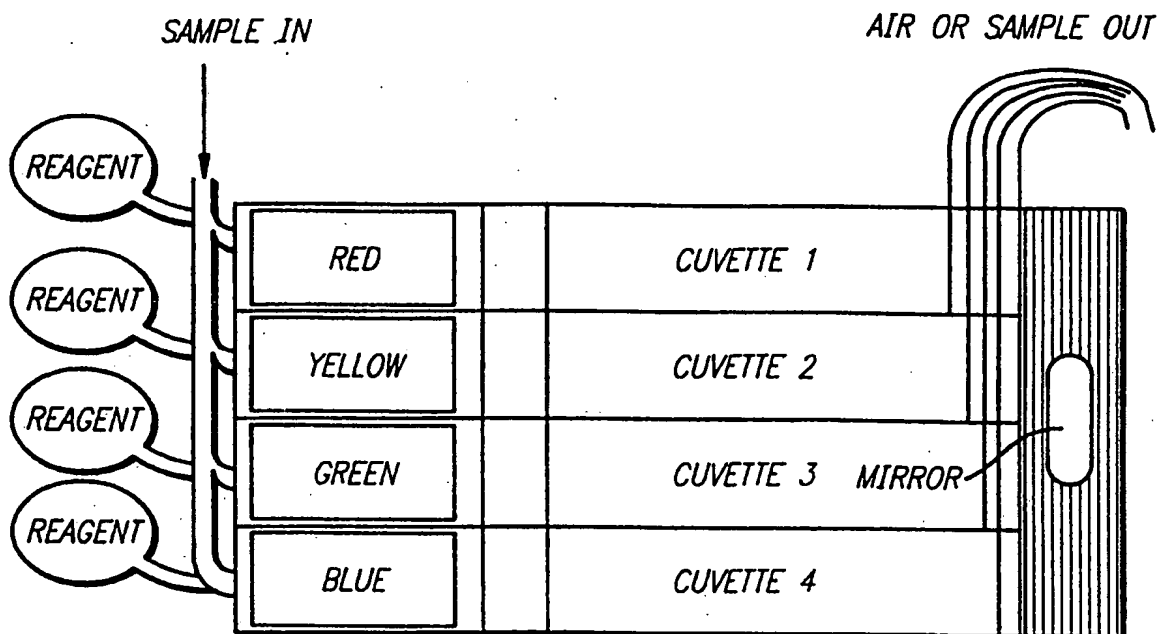 SAMPLE IN
AIR OR SAMPLE OUT
REAGENT
RED
CUVETTE 1
REAGENT
YELLOW
CUVETTE 2
REAGENT
GREEN
CUVETTE 3
MIRROR
REAGENT
BLUE
CUVETTE 4